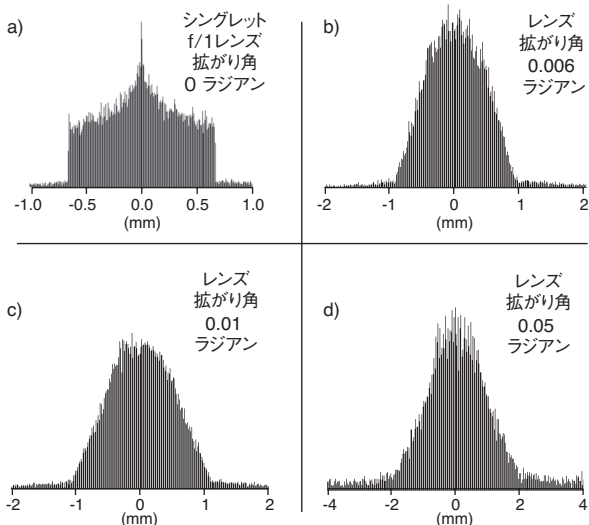 a)
シングレット
f/1レンズ
拡がり角
0 ラジアン
-1.0 -0.5 0.0 0.5 1.0
(mm)
b)
レンズ
拡がり角
0.006
ラジアン
-2 -1 0 1 2
(mm)
c)
レンズ
拡がり角
0.01
ラジアン
-2 -1 0 1 2
(mm)
d)
レンズ
拡がり角
0.05
ラジアン
-4 -2 0 2 4
(mm)